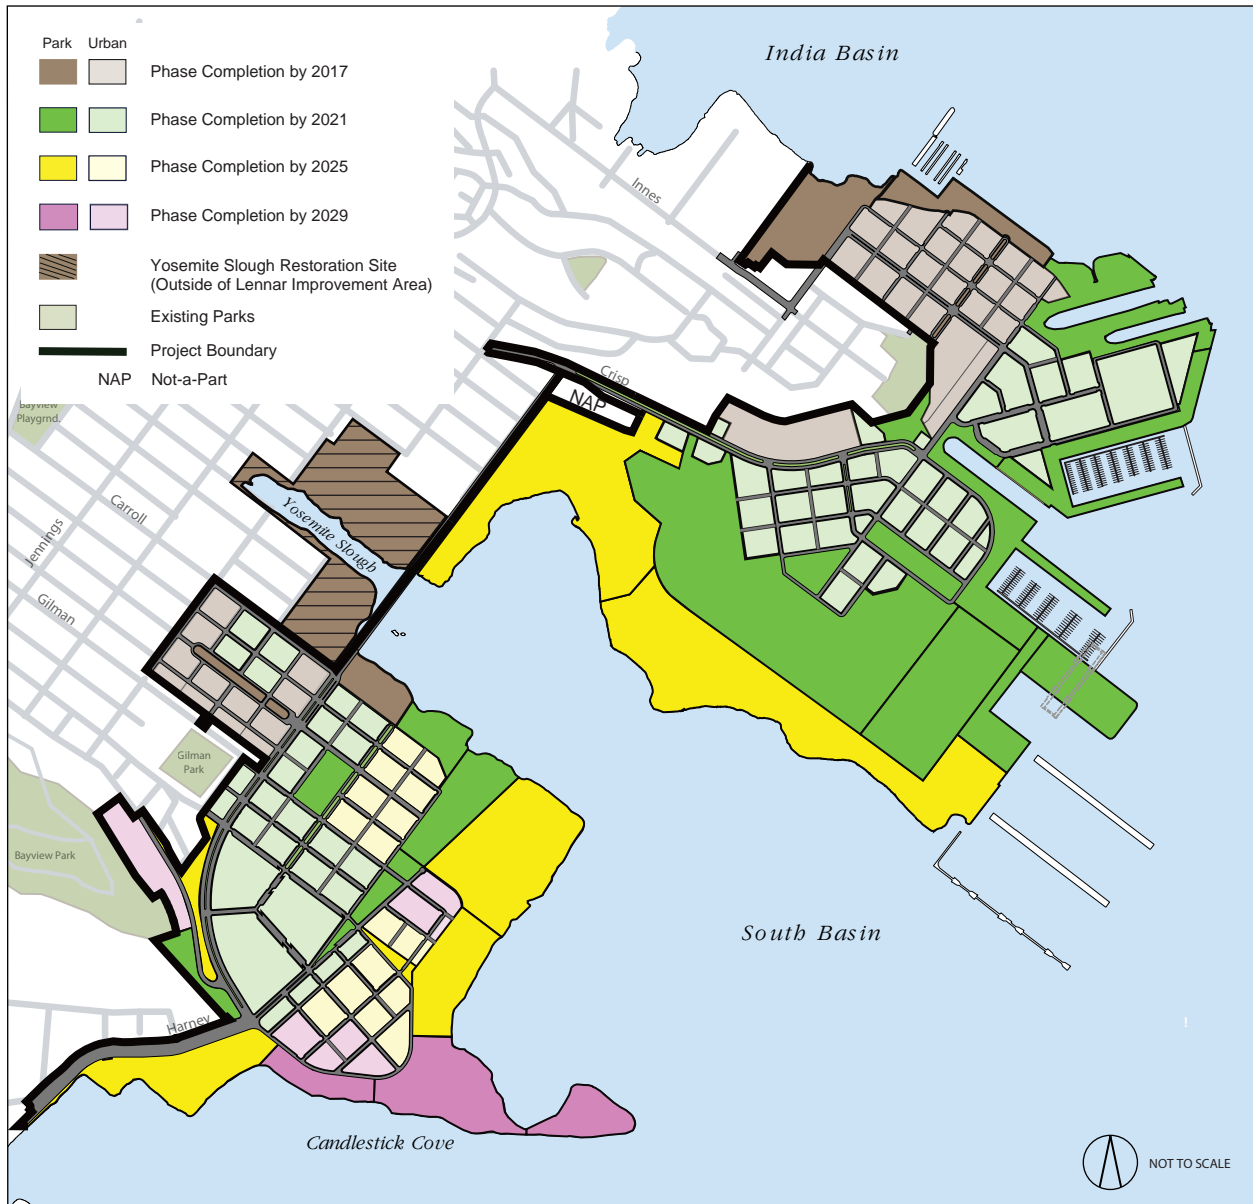 Park Urban
Phase Completion by 2017
Phase Completion by 2021
Phase Completion by 2025
Phase Completion by 2029
Yosemite Slough Restoration Site
(Outside of Lennar Improvement Area)
Existing Parks
Project Boundary
NAP Not-a-Part
India Basin
Innes
Crisp
NAP
Bayview
Playgrnd.
Carroll
Jennings
Gilman
Yosemite Slough
Gilman
Park
Bayview Park
South Basin
Harney
Candlestick Cove
NOT TO SCALE
!